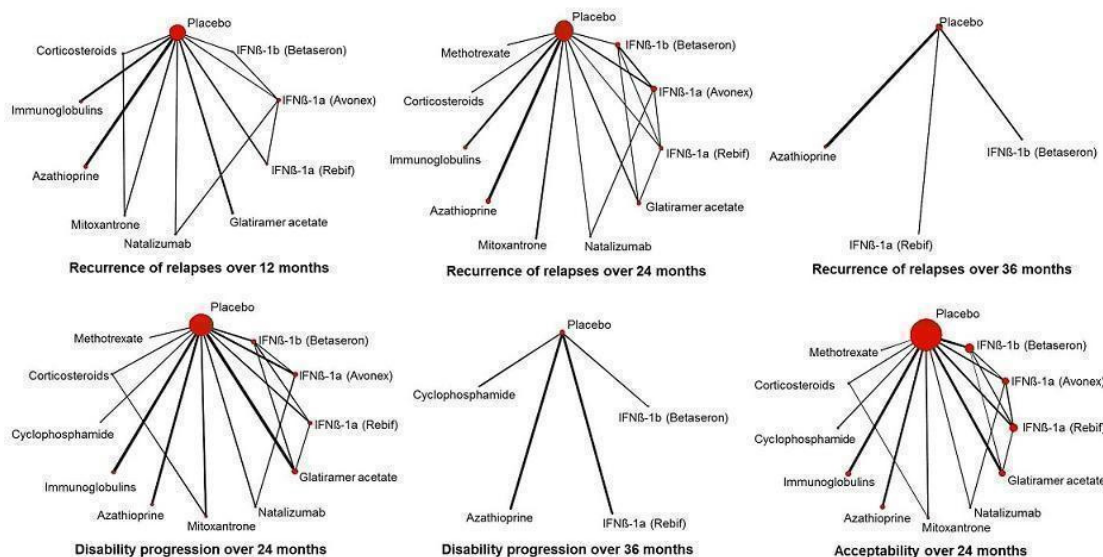 Placebo
Corticosteroids
IFNß-1b (Betaseron)
Immunoglobulins
IFNß-1a (Avonex)
Azathioprine
IFNß-1a (Rebif)
Mitoxantrone
Glatiramer acetate
Natalizumab
Recurrence of relapses over 12 months
Placebo
Methotrexate
IFNß-1b (Betaseron)
Corticosteroids
IFNß-1a (Avonex)
Immunoglobulins
IFNß-1a (Rebif)
Azathioprine
Glatiramer acetate
Mitoxantrone
Natalizumab
Recurrence of relapses over 24 months
Placebo
Azathioprine
IFNß-1b (Betaseron)
IFNß-1a (Rebif)
Recurrence of relapses over 36 months
Placebo
Methotrexate
IFNß-1b (Betaseron)
Corticosteroids
IFNß-1a (Avonex)
Cyclophosphamide
IFNß-1a (Rebif)
Immunoglobulins
Glatiramer acetate
Azathioprine
Mitoxantrone
Natalizumab
Disability progression over 24 months
Placebo
Cyclophosphamide
IFNß-1b (Betaseron)
Azathioprine
IFNß-1a (Rebif)
Disability progression over 36 months
Placebo
Methotrexate
IFNß-1b (Betaseron)
Corticosteroids
IFNß-1a (Avonex)
Cyclophosphamide
IFNß-1a (Rebif)
Immunoglobulins
Glatiramer acetate
Azathioprine
Natalizumab
Mitoxantrone
Acceptability over 24 months